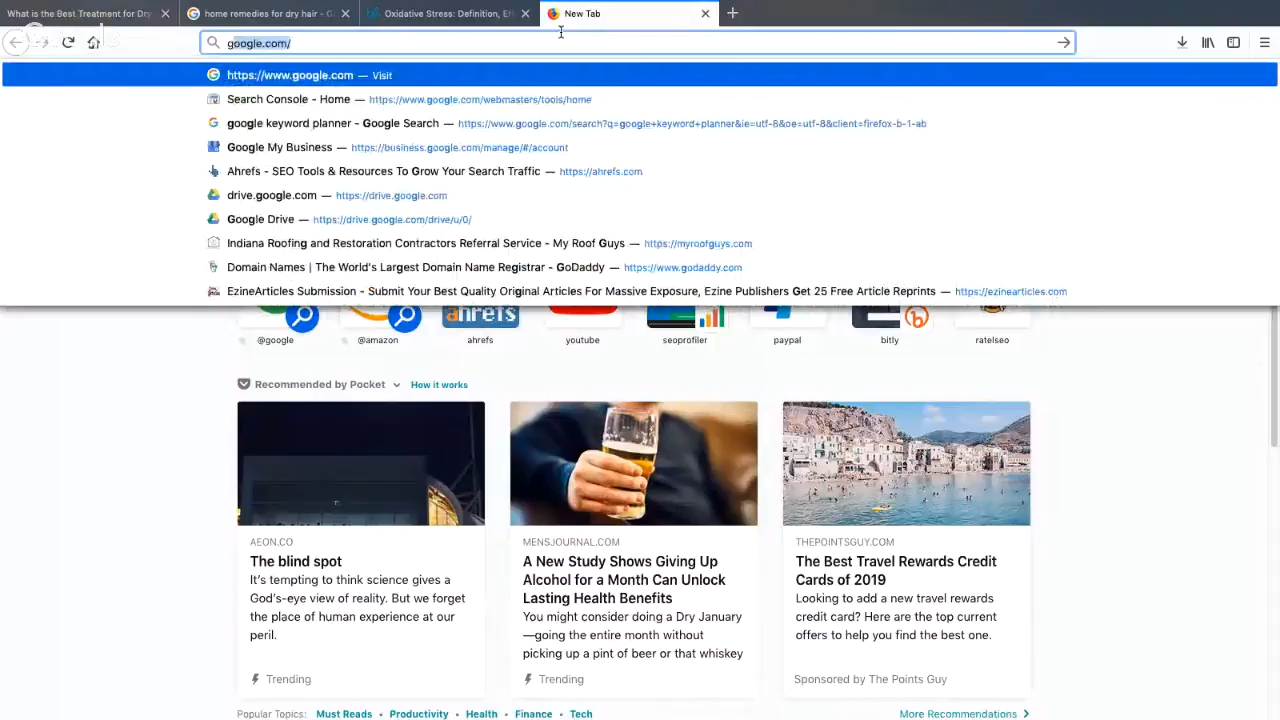 What is the Best Treatment for Dry
home remedies for dry hair - G
Oxidative Stress: Definition, Ef
New Tab
google.com/
https://www.google.com — Visit
Search Console - Home — https://www.google.com/webmasters/tools/home
google keyword planner - Google Search — https://www.google.com/search?q=google+keyword+planner&ie=utf-8&oe=utf-8&client=firefox-b-1-ab
Google My Business — https://business.google.com/manage/#/account
Ahrefs - SEO Tools & Resources To Grow Your Search Traffic — https://ahrefs.com
drive.google.com — https://drive.google.com
Google Drive — https://drive.google.com/drive/u/0/
Indiana Roofing and Restoration Contractors Referral Service - My Roof Guys — https://myroofguys.com
Domain Names | The World's Largest Domain Name Registrar - GoDaddy — https://www.godaddy.com
EzineArticles Submission - Submit Your Best Quality Original Articles For Massive Exposure, Ezine Publishers Get 25 Free Article Reprints — https://ezinearticles.com
ahrefs
@google
@amazon
ahrefs
youtube
seoprofiler
paypal
bitly
ratelseo
Recommended by Pocket
How it works
AEON.CO
The blind spot
It's tempting to think science gives a
God's-eye view of reality. But we forget
the place of human experience at our
peril.
Trending
MENSJOURNAL.COM
A New Study Shows Giving Up
Alcohol for a Month Can Unlock
Lasting Health Benefits
You might consider doing a Dry January
—going the entire month without
picking up a pint of beer or that whiskey
Trending
THEPOINTSGUY.COM
The Best Travel Rewards Credit
Cards of 2019
Looking to add a new travel rewards
credit card? Here are the top current
offers to help you find the best one.
Sponsored by The Points Guy
Popular Topics: Must Reads • Productivity • Health • Finance • Tech
More Recommendations